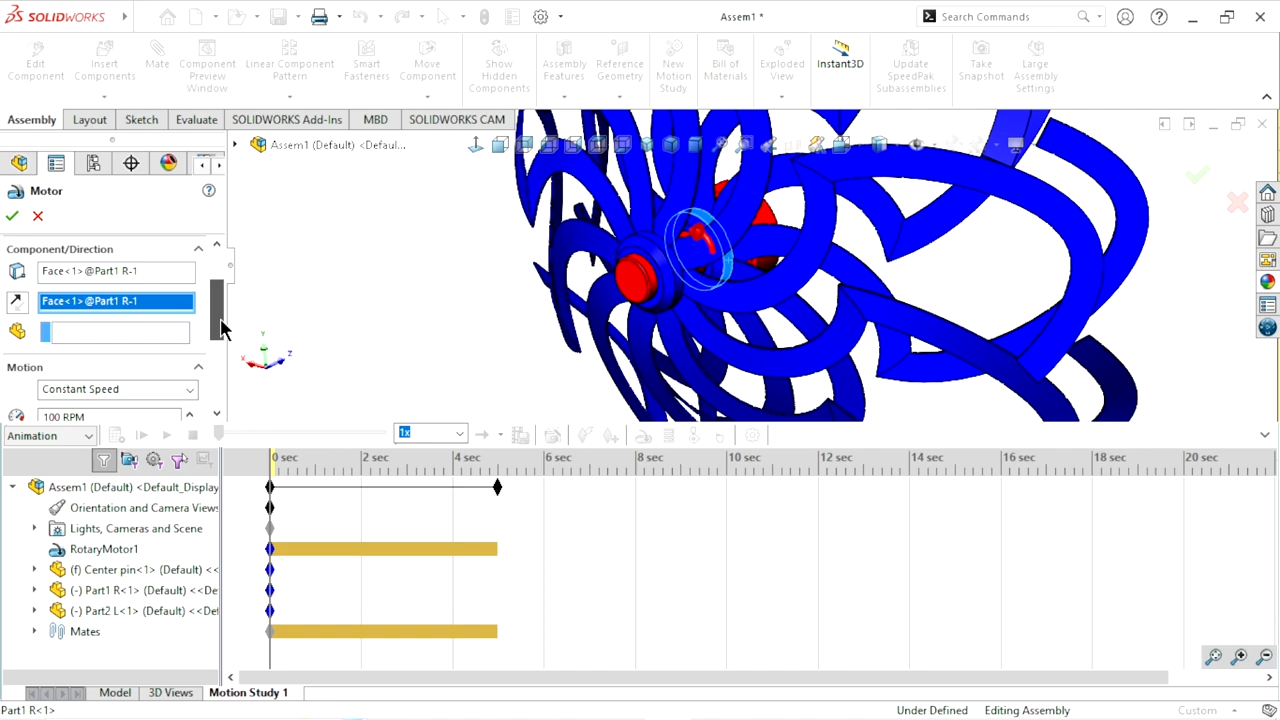 SOLIDWORKS
Assem1 *
Search Commands
Edit Component
Insert Components
Mate
Component Preview Window
Linear Component Pattern
Smart Fasteners
Move Component
Show Hidden Components
Assembly Features
Reference Geometry
New Motion Study
Bill of Materials
Exploded View
Instant3D
Update SpeedPak Subassemblies
Take Snapshot
Large Assembly Settings
Assembly
Layout
Sketch
Evaluate
SOLIDWORKS Add-Ins
MBD
SOLIDWORKS CAM
Assem1 (Default) <Defaul...
Motor
Component/Direction
Face<1>@Part1 R-1
Face<1>@Part1 R-1
Motion
Constant Speed
100 RPM
Y
X
Z
Animation
1x
0 sec 2 sec 4 sec 6 sec 8 sec 10 sec 12 sec 14 sec 16 sec 18 sec 20 sec
Assem1 (Default) <Default_Display
Orientation and Camera Views
Lights, Cameras and Scene
RotaryMotor1
(f) Center pin<1> (Default) <<
(-) Part1 R<1> (Default) <<Def
(-) Part2 L<1> (Default) <<Def
Mates
Model
3D Views
Motion Study 1
Part1 R<1>
Under Defined
Editing Assembly
Custom